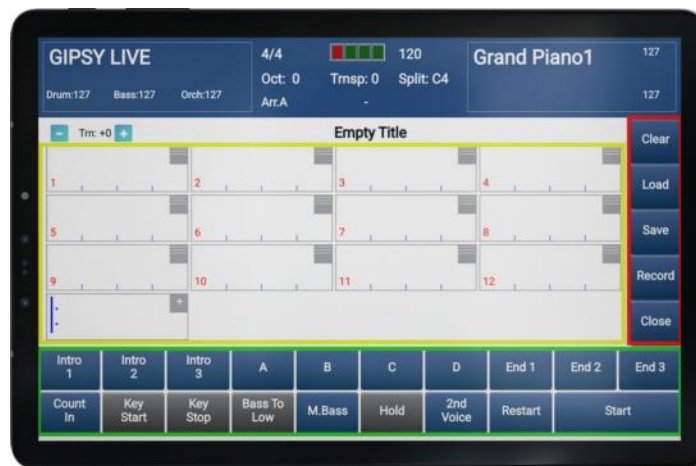 GIPSY LIVE
Drum:127 Bass:127 Orch:127
4/4 120
Oct: 0 Trnsp: 0 Split: C4
Arr.A -
Grand Piano1
127
127
- Trn: +0 +
Empty Title
1 2 3 4
5 6 7 8
9 10 11 12
+
Clear
Load
Save
Record
Close
Intro 1 Intro 2 Intro 3 A B C D End 1 End 2 End 3
Count In Key Start Key Stop Bass To Low M.Bass Hold 2nd Voice Restart Start